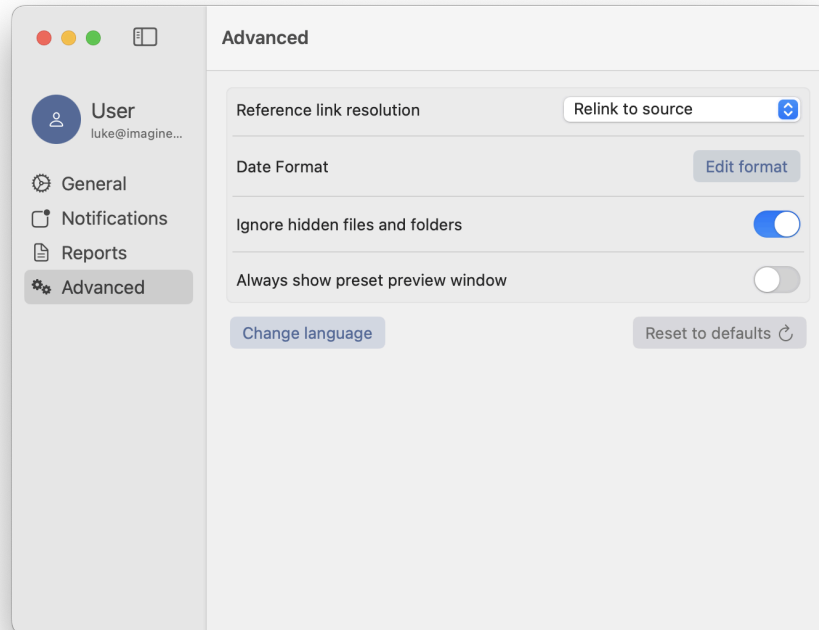 Advanced
User
luke@imagine...
General
Notifications
Reports
Advanced
Reference link resolution
Relink to source
Date Format
Edit format
Ignore hidden files and folders
Always show preset preview window
Change language
Reset to defaults